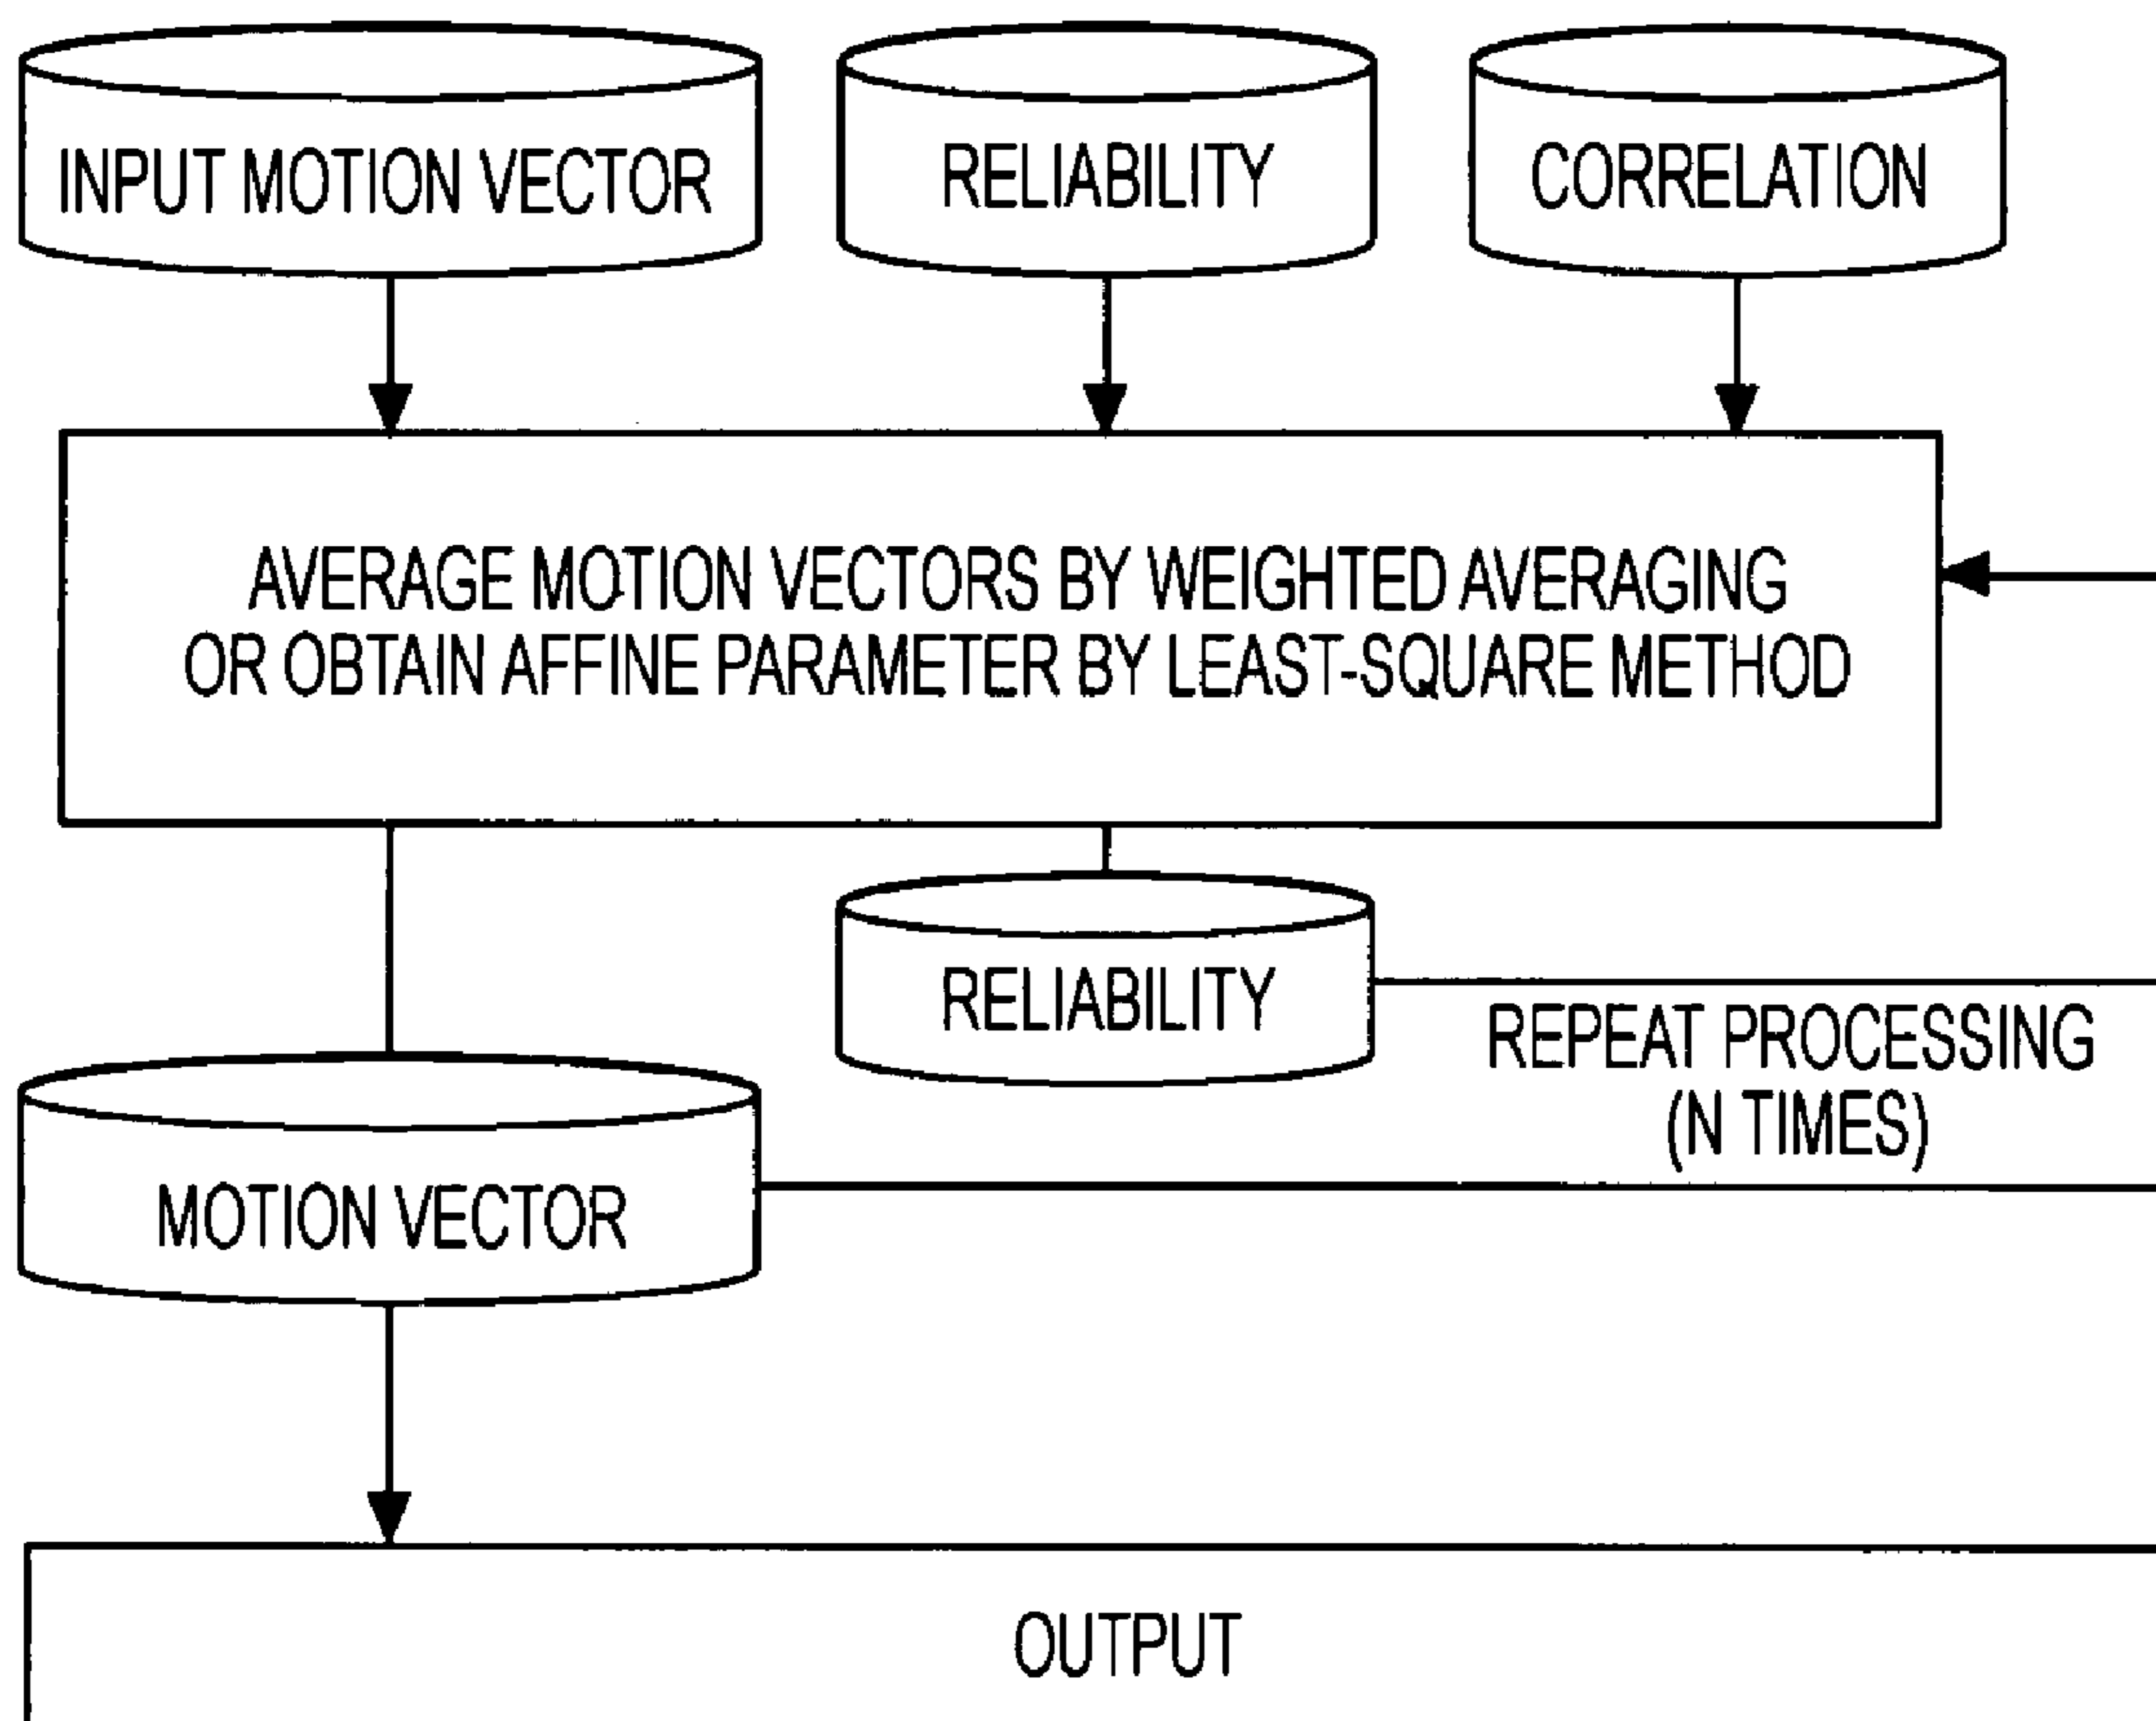 INPUT MOTION VECTOR
RELIABILITY
CORRELATION
AVERAGE MOTION VECTORS BY WEIGHTED AVERAGING
OR OBTAIN AFFINE PARAMETER BY LEAST-SQUARE METHOD
RELIABILITY
REPEAT PROCESSING
(N TIMES)
MOTION VECTOR
OUTPUT